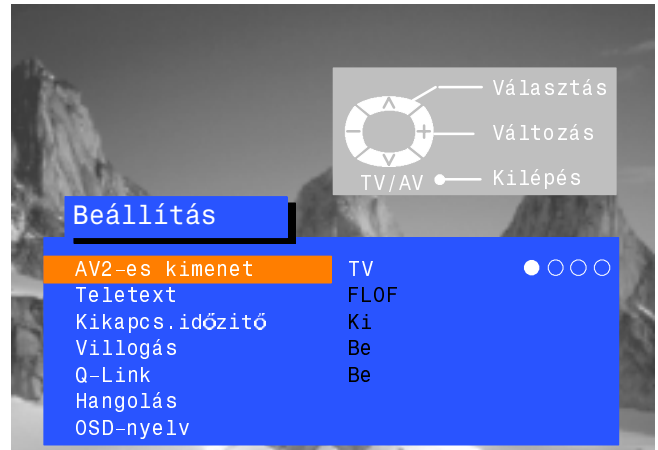 Választás
Változás
TV/AV Kilépés
Beállítás
AV2-es kimenet TV
Teletext FLOF
Kikapcs.időzitő Ki
Villogás Be
Q-Link Be
Hangolás
OSD-nyelv